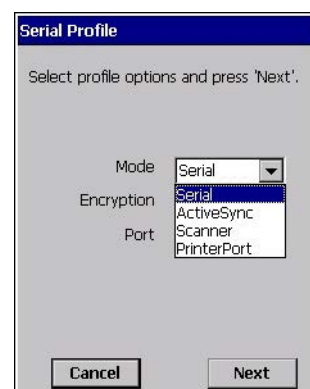 Serial Profile
Select profile options and press 'Next'.
Mode Serial
Serial
Encryption
ActiveSync
Port Scanner
PrinterPort
Cancel Next